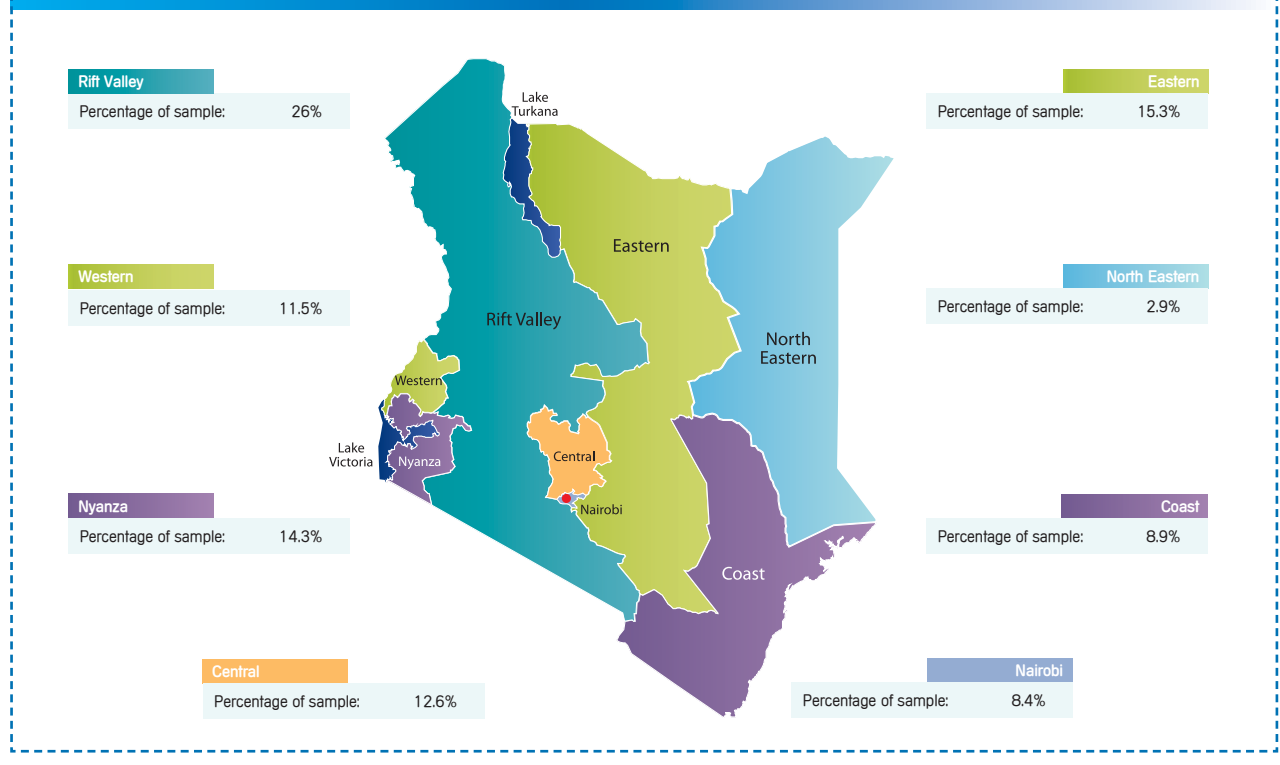 Rift Valley
Percentage of sample: 26%
Eastern
Percentage of sample: 15.3%
Western
Percentage of sample: 11.5%
North Eastern
Percentage of sample: 2.9%
Nyanza
Percentage of sample: 14.3%
Coast
Percentage of sample: 8.9%
Central
Percentage of sample: 12.6%
Nairobi
Percentage of sample: 8.4%
Lake
Turkana
Eastern
Rift Valley
North
Eastern
Western
Lake
Victoria
Nyanza
Central
Nairobi
Coast